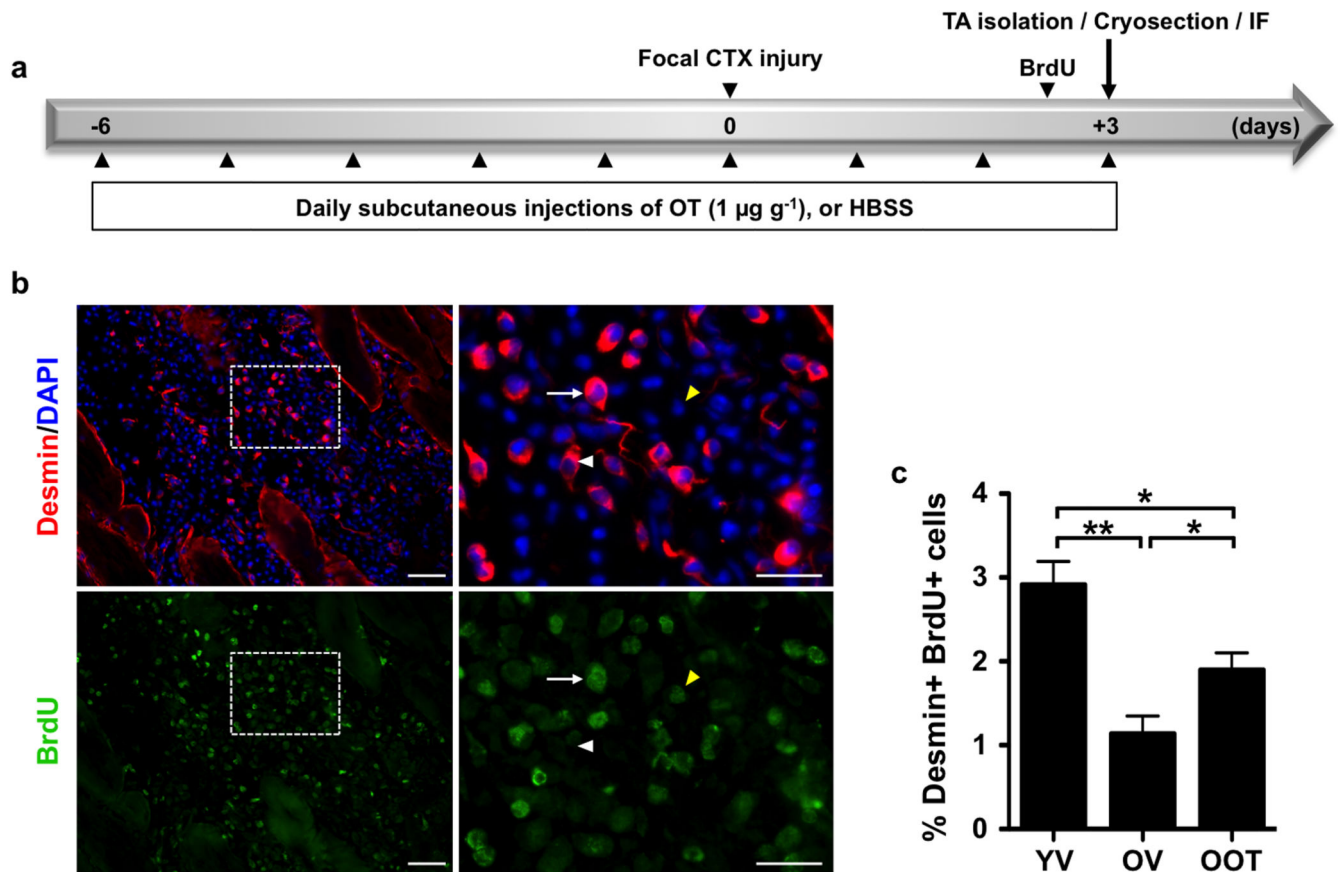 a
TA isolation / Cryosection / IF
Focal CTX injury
BrdU
-6
0
+3
(days)
Daily subcutaneous injections of OT (1 µg g⁻¹), or HBSS
b
Desmin/DAPI
BrdU
c
% Desmin+ BrdU+ cells
4
3
2
1
0
*
**
*
YV
OV
OOT